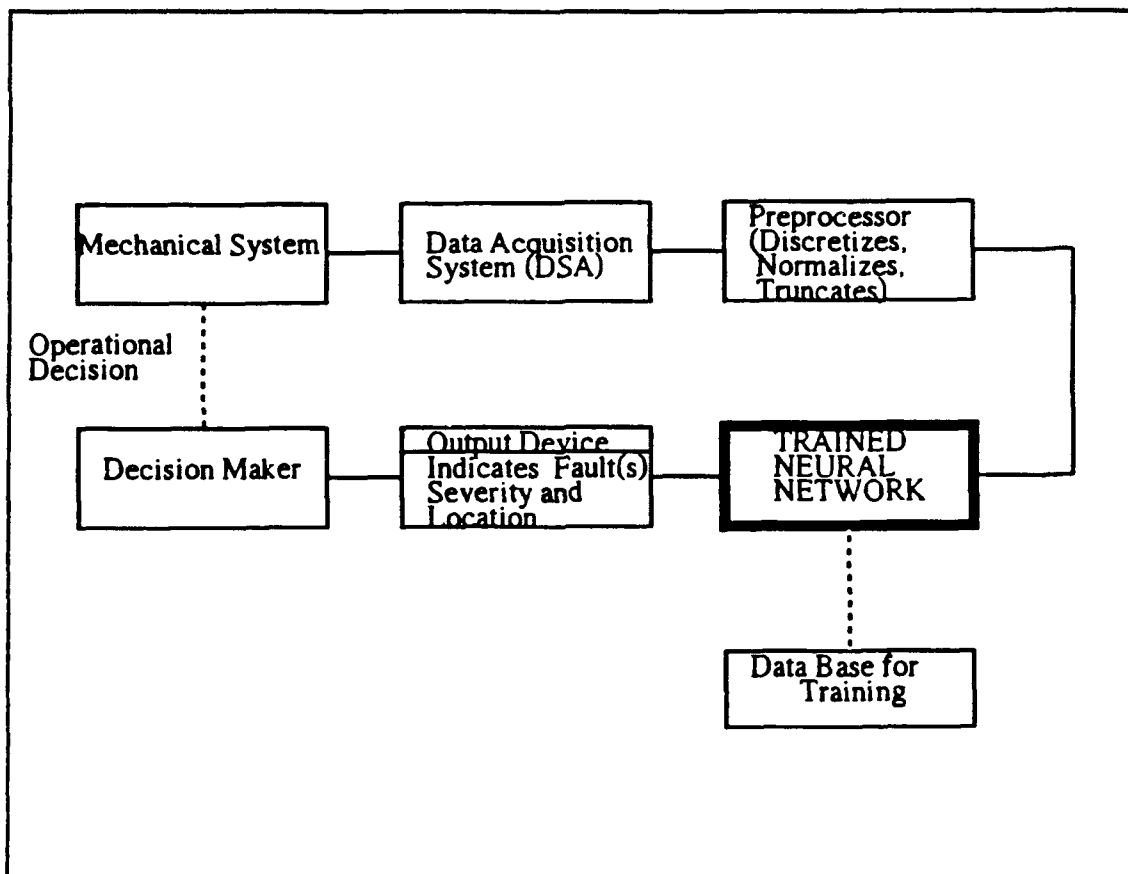 Mechanical System
Data Acquisition
System (DSA)
Preprocessor
(Discretizes,
Normalizes,
Truncates)
Operational
Decision
Decision Maker
Output Device
Indicates Fault(s)
Severity and
Location
TRAINED
NEURAL
NETWORK
Data Base for
Training